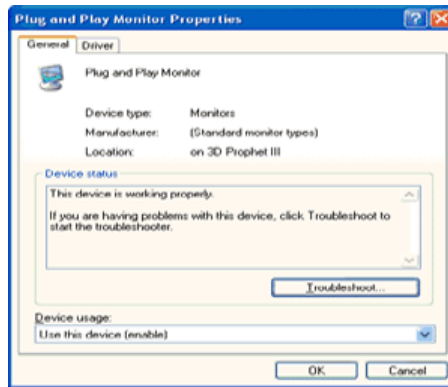 Plug and Play Monitor Properties
General Driver
Plug and Play Monitor
Device type: Monitors
Manufacturer: (Standard monitor types)
Location: on 3D Prophet III
Device status
This device is working properly.
If you are having problems with this device, click Troubleshoot to
start the troubleshooter.
Troubleshoot...
Device usage:
Use this device (enable)
OK Cancel